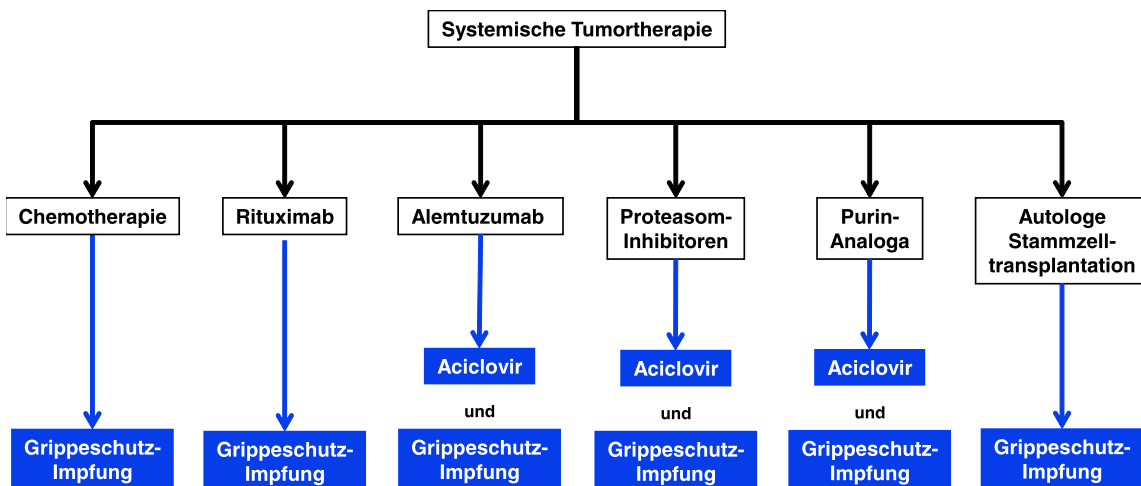 Systemische Tumortherapie
Chemotherapie
Rituximab
Alemtuzumab
Proteasom-
Inhibitoren
Purin-
Analoga
Autologe
Stammzell-
transplantation
Aciclovir
Aciclovir
Aciclovir
und
und
und
Grippeschutz-
Impfung
Grippeschutz-
Impfung
Grippeschutz-
Impfung
Grippeschutz-
Impfung
Grippeschutz-
Impfung
Grippeschutz-
Impfung